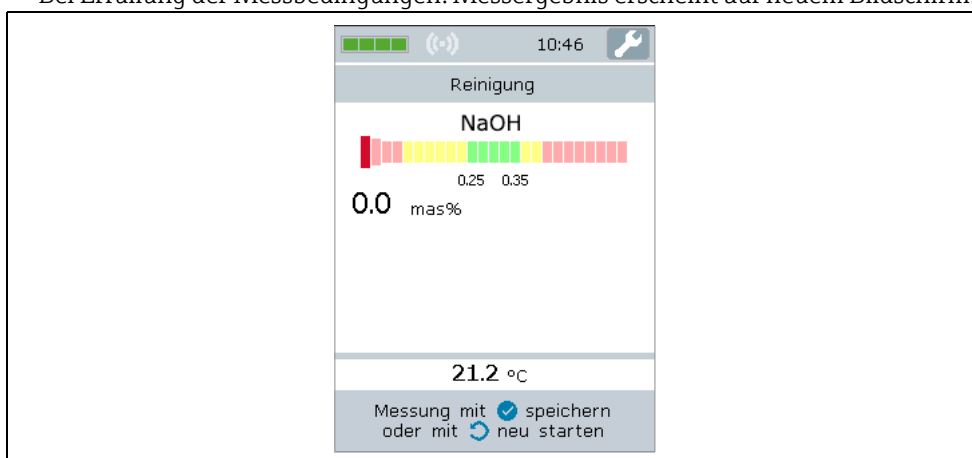 Bei Erfüllung der Messbedingungen: Messergebnis erscheint auf neuem Bildschirm.
10:46
Reinigung
NaOH
0.25 0.35
0.0 mas%
21.2 °C
Messung mit speichern
oder mit neu starten